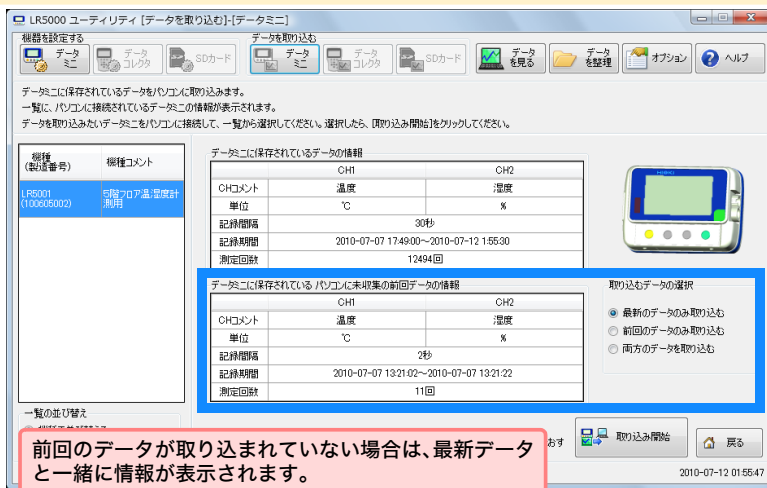 LR5000 ユーティリティ [データを取り込む]-[データミニ]
機器を設定する
データを取り込む
データミニ
データコレクタ
SDカード
データミニ
データコレクタ
SDカード
データを見る
データを整理
オプション
ヘルプ
データミニに保存されているデータをパソコンに取り込みます。
一覧に、パソコンに接続されているデータミニの情報が表示されます。
データを取り込みたいデータミニをパソコンに接続して、一覧から選択してください。選択したら、[取り込み開始]をクリックしてください。
機種(製造番号) 機種コメント
LR5001 (100605002) 5階フロア温湿度計測用
データミニに保存されているデータの情報
CH1 CH2
CHコメント 温度 湿度
単位 ℃ %
記録間隔 30秒
記録期間 2010-07-07 17:49:00~2010-07-12 1:55:30
測定回数 12494回
HIOKI
データミニに保存されている パソコンに未収集の前回データの情報
CH1 CH2
CHコメント 温度 湿度
単位 ℃ %
記録間隔 2秒
記録期間 2010-07-07 13:21:02~2010-07-07 13:21:22
測定回数 11回
取り込むデータの選択
最新のデータのみ取り込む
前回のデータのみ取り込む
両方のデータを取り込む
一覧の並び替え
おす
取り込み開始
戻る
前回のデータが取り込まれていない場合は、最新データ
と一緒に情報が表示されます。
2010-07-12 01:55:47